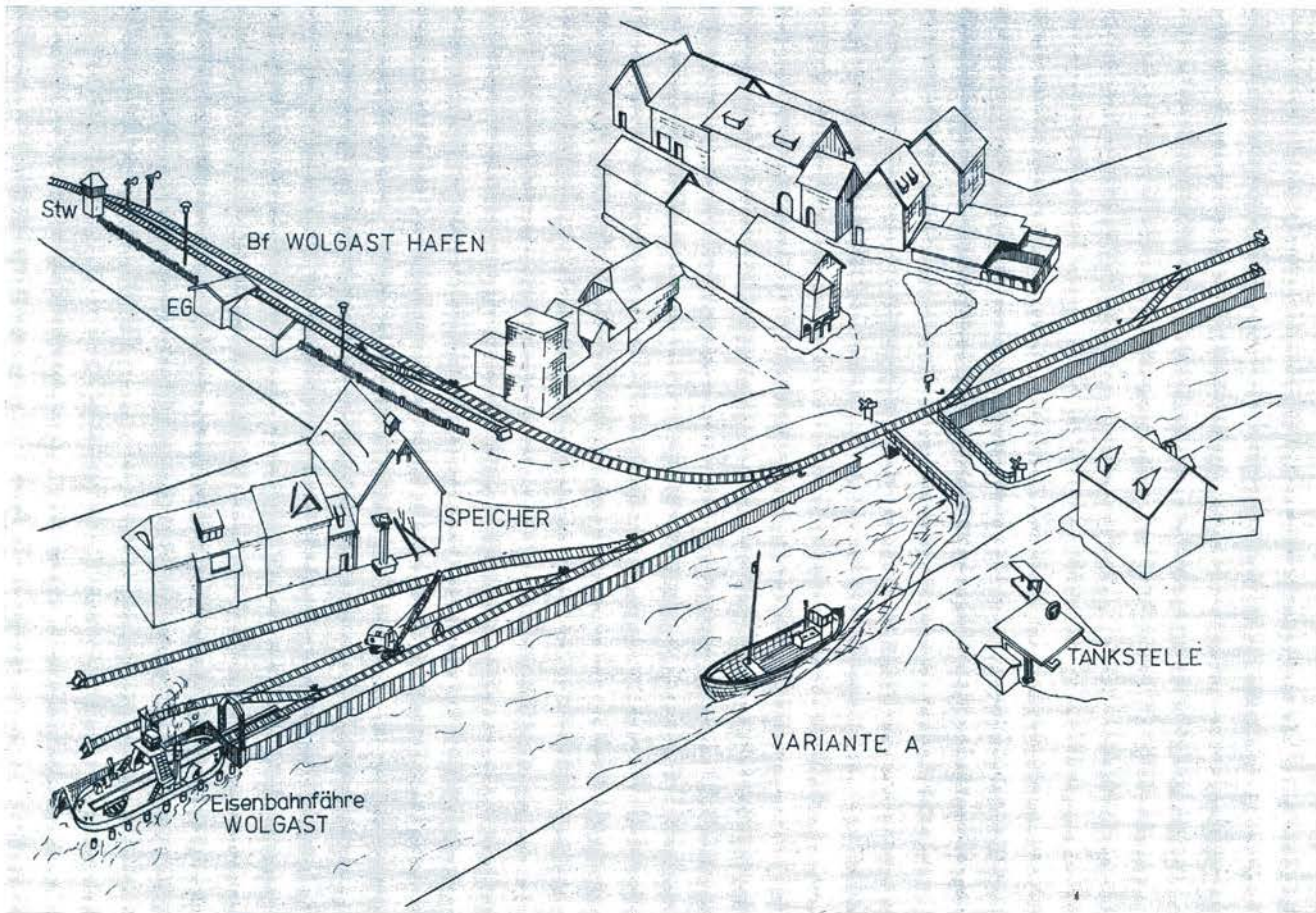 Stw
Bf WOLGAST HAFEN
EG
SPEICHER
TANKSTELLE
VARIANTE A
Eisenbahnfähre
WOLGAST